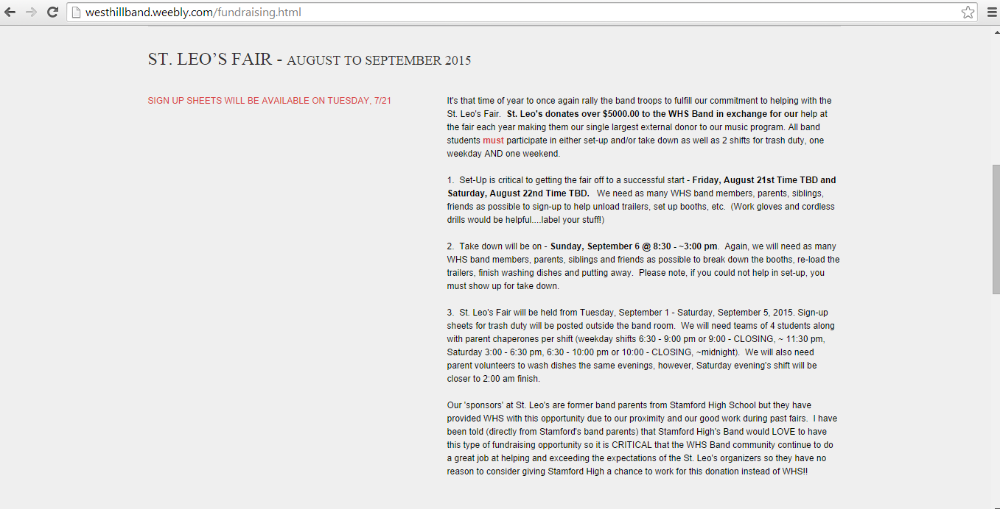 westhillband.weebly.com/fundraising.html
ST. LEO’S FAIR - AUGUST TO SEPTEMBER 2015
SIGN UP SHEETS WILL BE AVAILABLE ON TUESDAY, 7/21
It's that time of year to once again rally the band troops to fulfill our commitment to helping with the
St. Leo's Fair.  St. Leo's donates over $5000.00 to the WHS Band in exchange for our help at
the fair each year making them our single largest external donor to our music program. All band
students must participate in either set-up and/or take down as well as 2 shifts for trash duty, one
weekday AND one weekend.
1.  Set-Up is critical to getting the fair off to a successful start - Friday, August 21st Time TBD and
Saturday, August 22nd Time TBD.   We need as many WHS band members, parents, siblings,
friends as possible to sign-up to help unload trailers, set up booths, etc.  (Work gloves and cordless
drills would be helpful....label your stuff!)
2.  Take down will be on - Sunday, September 6 @ 8:30 - ~3:00 pm.  Again, we will need as many
WHS band members, parents, siblings and friends as possible to break down the booths, re-load the
trailers, finish washing dishes and putting away.  Please note, if you could not help in set-up, you
must show up for take down.
3.  St. Leo's Fair will be held from Tuesday, September 1 - Saturday, September 5, 2015. Sign-up
sheets for trash duty will be posted outside the band room.  We will need teams of 4 students along
with parent chaperones per shift (weekday shifts 6:30 - 9:00 pm or 9:00 - CLOSING, ~ 11:30 pm,
Saturday 3:00 - 6:30 pm, 6:30 - 10:00 pm or 10:00 - CLOSING, ~midnight).  We will also need
parent volunteers to wash dishes the same evenings, however, Saturday evening's shift will be
closer to 2:00 am finish.
Our 'sponsors' at St. Leo's are former band parents from Stamford High School but they have
provided WHS with this opportunity due to our proximity and our good work during past fairs.  I have
been told (directly from Stamford's band parents) that Stamford High's Band would LOVE to have
this type of fundraising opportunity so it is CRITICAL that the WHS Band community continue to do
a great job at helping and exceeding the expectations of the St. Leo's organizers so they have no
reason to consider giving Stamford High a chance to work for this donation instead of WHS!!